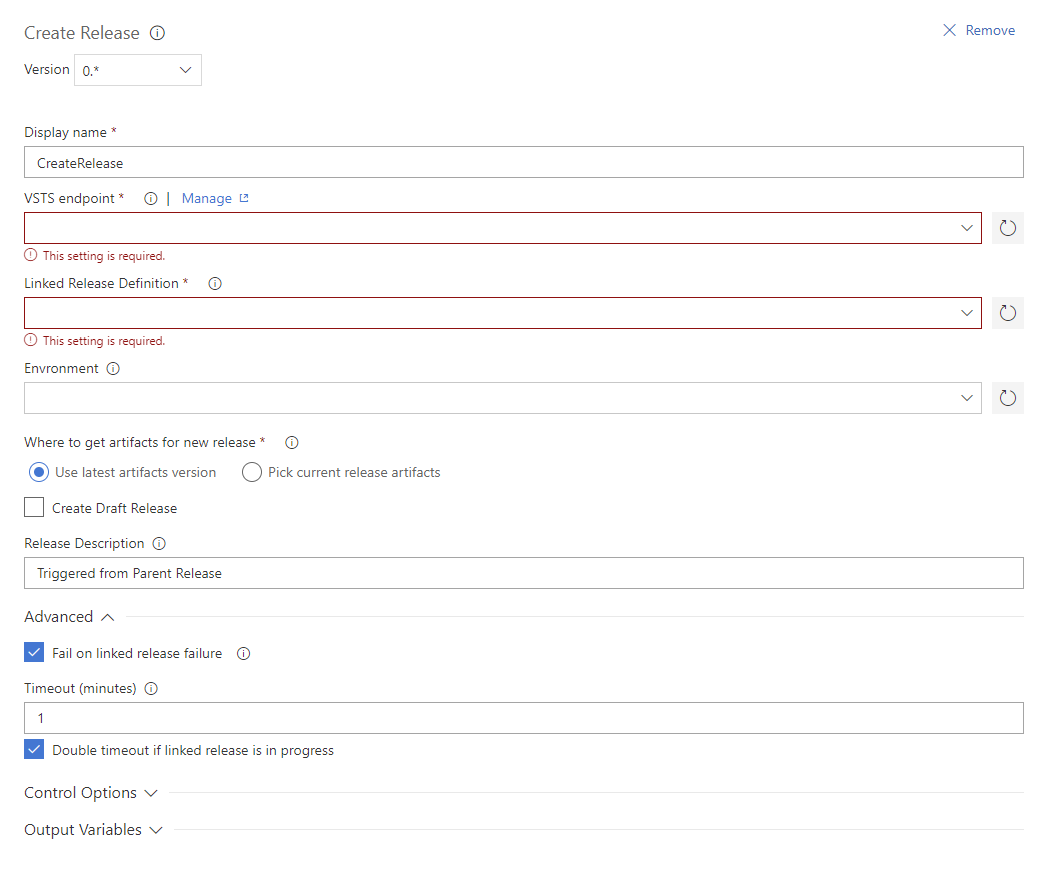 Create Release
Remove
Version 0.*
Display name *
CreateRelease
VSTS endpoint * | Manage
This setting is required.
Linked Release Definition *
This setting is required.
Envronment
Where to get artifacts for new release *
Use latest artifacts version Pick current release artifacts
Create Draft Release
Release Description
Triggered from Parent Release
Advanced
Fail on linked release failure
Timeout (minutes)
1
Double timeout if linked release is in progress
Control Options
Output Variables